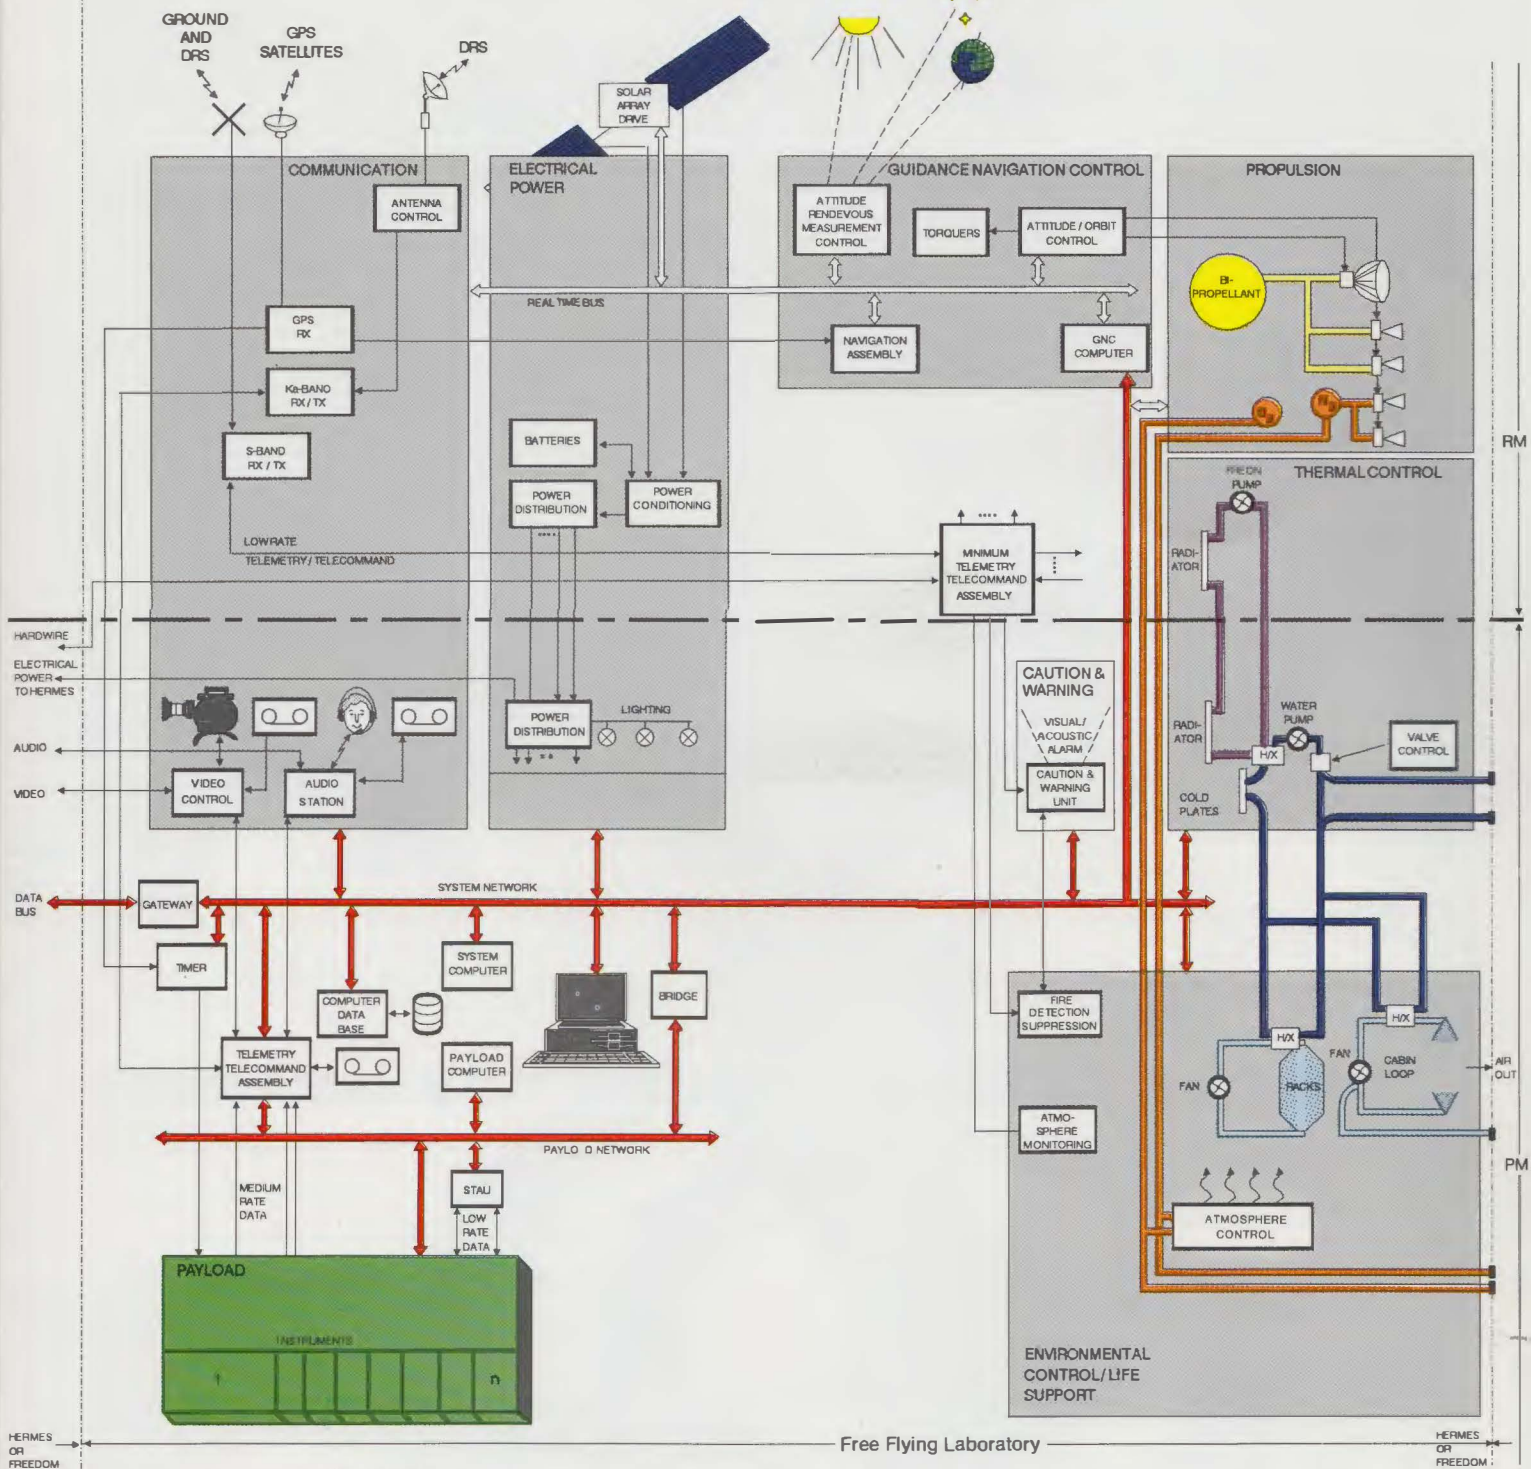 GROUND
AND
DRS
GPS
SATELLITES
DRS
SOLAR
ARRAY
DRIVE
COMMUNICATION
ELECTRICAL
POWER
GUIDANCE NAVIGATION CONTROL
PROPULSION
ANTENNA
CONTROL
ATTITUDE
RENDEVOUS
MEASUREMENT
CONTROL
TORQUERS
ATTITUDE / ORBIT
CONTROL
BI-
PROPELLANT
REAL TIME BUS
GPS
RX
NAVIGATION
ASSEMBLY
GNC
COMPUTER
Ka-BAND
RX / TX
S-BAND
RX / TX
BATTERIES
POWER
DISTRIBUTION
POWER
CONDITIONING
RM
THERMAL CONTROL
FREON
PUMP
LOW RATE
TELEMETRY / TELECOMMAND
MINIMUM
TELEMETRY
TELECOMMAND
ASSEMBLY
RADI-
ATOR
HARDWIRE
ELECTRICAL
POWER
TO HERMES
CAUTION &
WARNING
VISUAL/
ACOUSTIC
ALARM
CAUTION &
WARNING
UNIT
POWER
DISTRIBUTION
LIGHTING
RADI-
ATOR
WATER
PUMP
H/X
VALVE
CONTROL
COLD
PLATES
AUDIO
VIDEO
VIDEO
CONTROL
AUDIO
STATION
DATA
BUS
GATEWAY
SYSTEM NETWORK
TIMER
SYSTEM
COMPUTER
COMPUTER
DATA
BASE
BRIDGE
FIRE
DETECTION
SUPPRESSION
H/X
H/X
TELEMETRY
TELECOMMAND
ASSEMBLY
PAYLOAD
COMPUTER
FAN
RACKS
FAN
CABIN
LOOP
AIR
OUT
ATMO-
SPHERE
MONITORING
PAYLO D NETWORK
PM
MEDIUM
RATE
DATA
STAU
LOW
RATE
DATA
ATMOSPHERE
CONTROL
PAYLOAD
INSTRUMENTS
1
n
ENVIRONMENTAL
CONTROL/LIFE
SUPPORT
HERMES
OR
FREEDOM
Free Flying Laboratory
HERMES
OR
FREEDOM